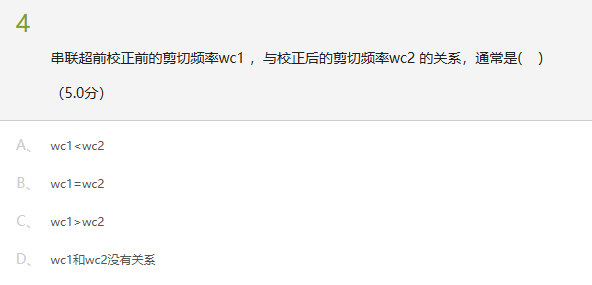 4
串联超前校正前的剪切频率wc1 ，与校正后的剪切频率wc2 的关系，通常是(    )
（5.0分）
A、 wc1<wc2
B、 wc1=wc2
C、 wc1>wc2
D、 wc1和wc2没有关系